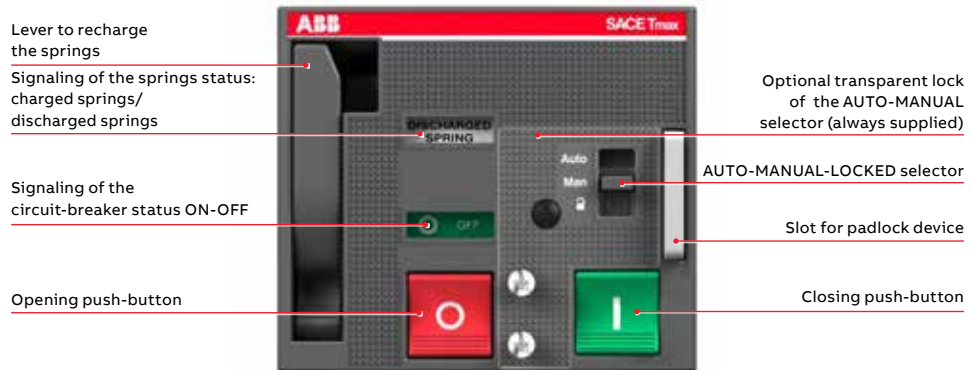 ABB
SACE Tmax
Lever to recharge
the springs
Signaling of the springs status:
charged springs/
discharged springs
Signaling of the
circuit-breaker status ON-OFF
Opening push-button
DISCHARGED
SPRING
OFF
Auto
Man
Optional transparent lock
of the AUTO-MANUAL
selector (always supplied)
AUTO-MANUAL-LOCKED selector
Slot for padlock device
Closing push-button
O
I